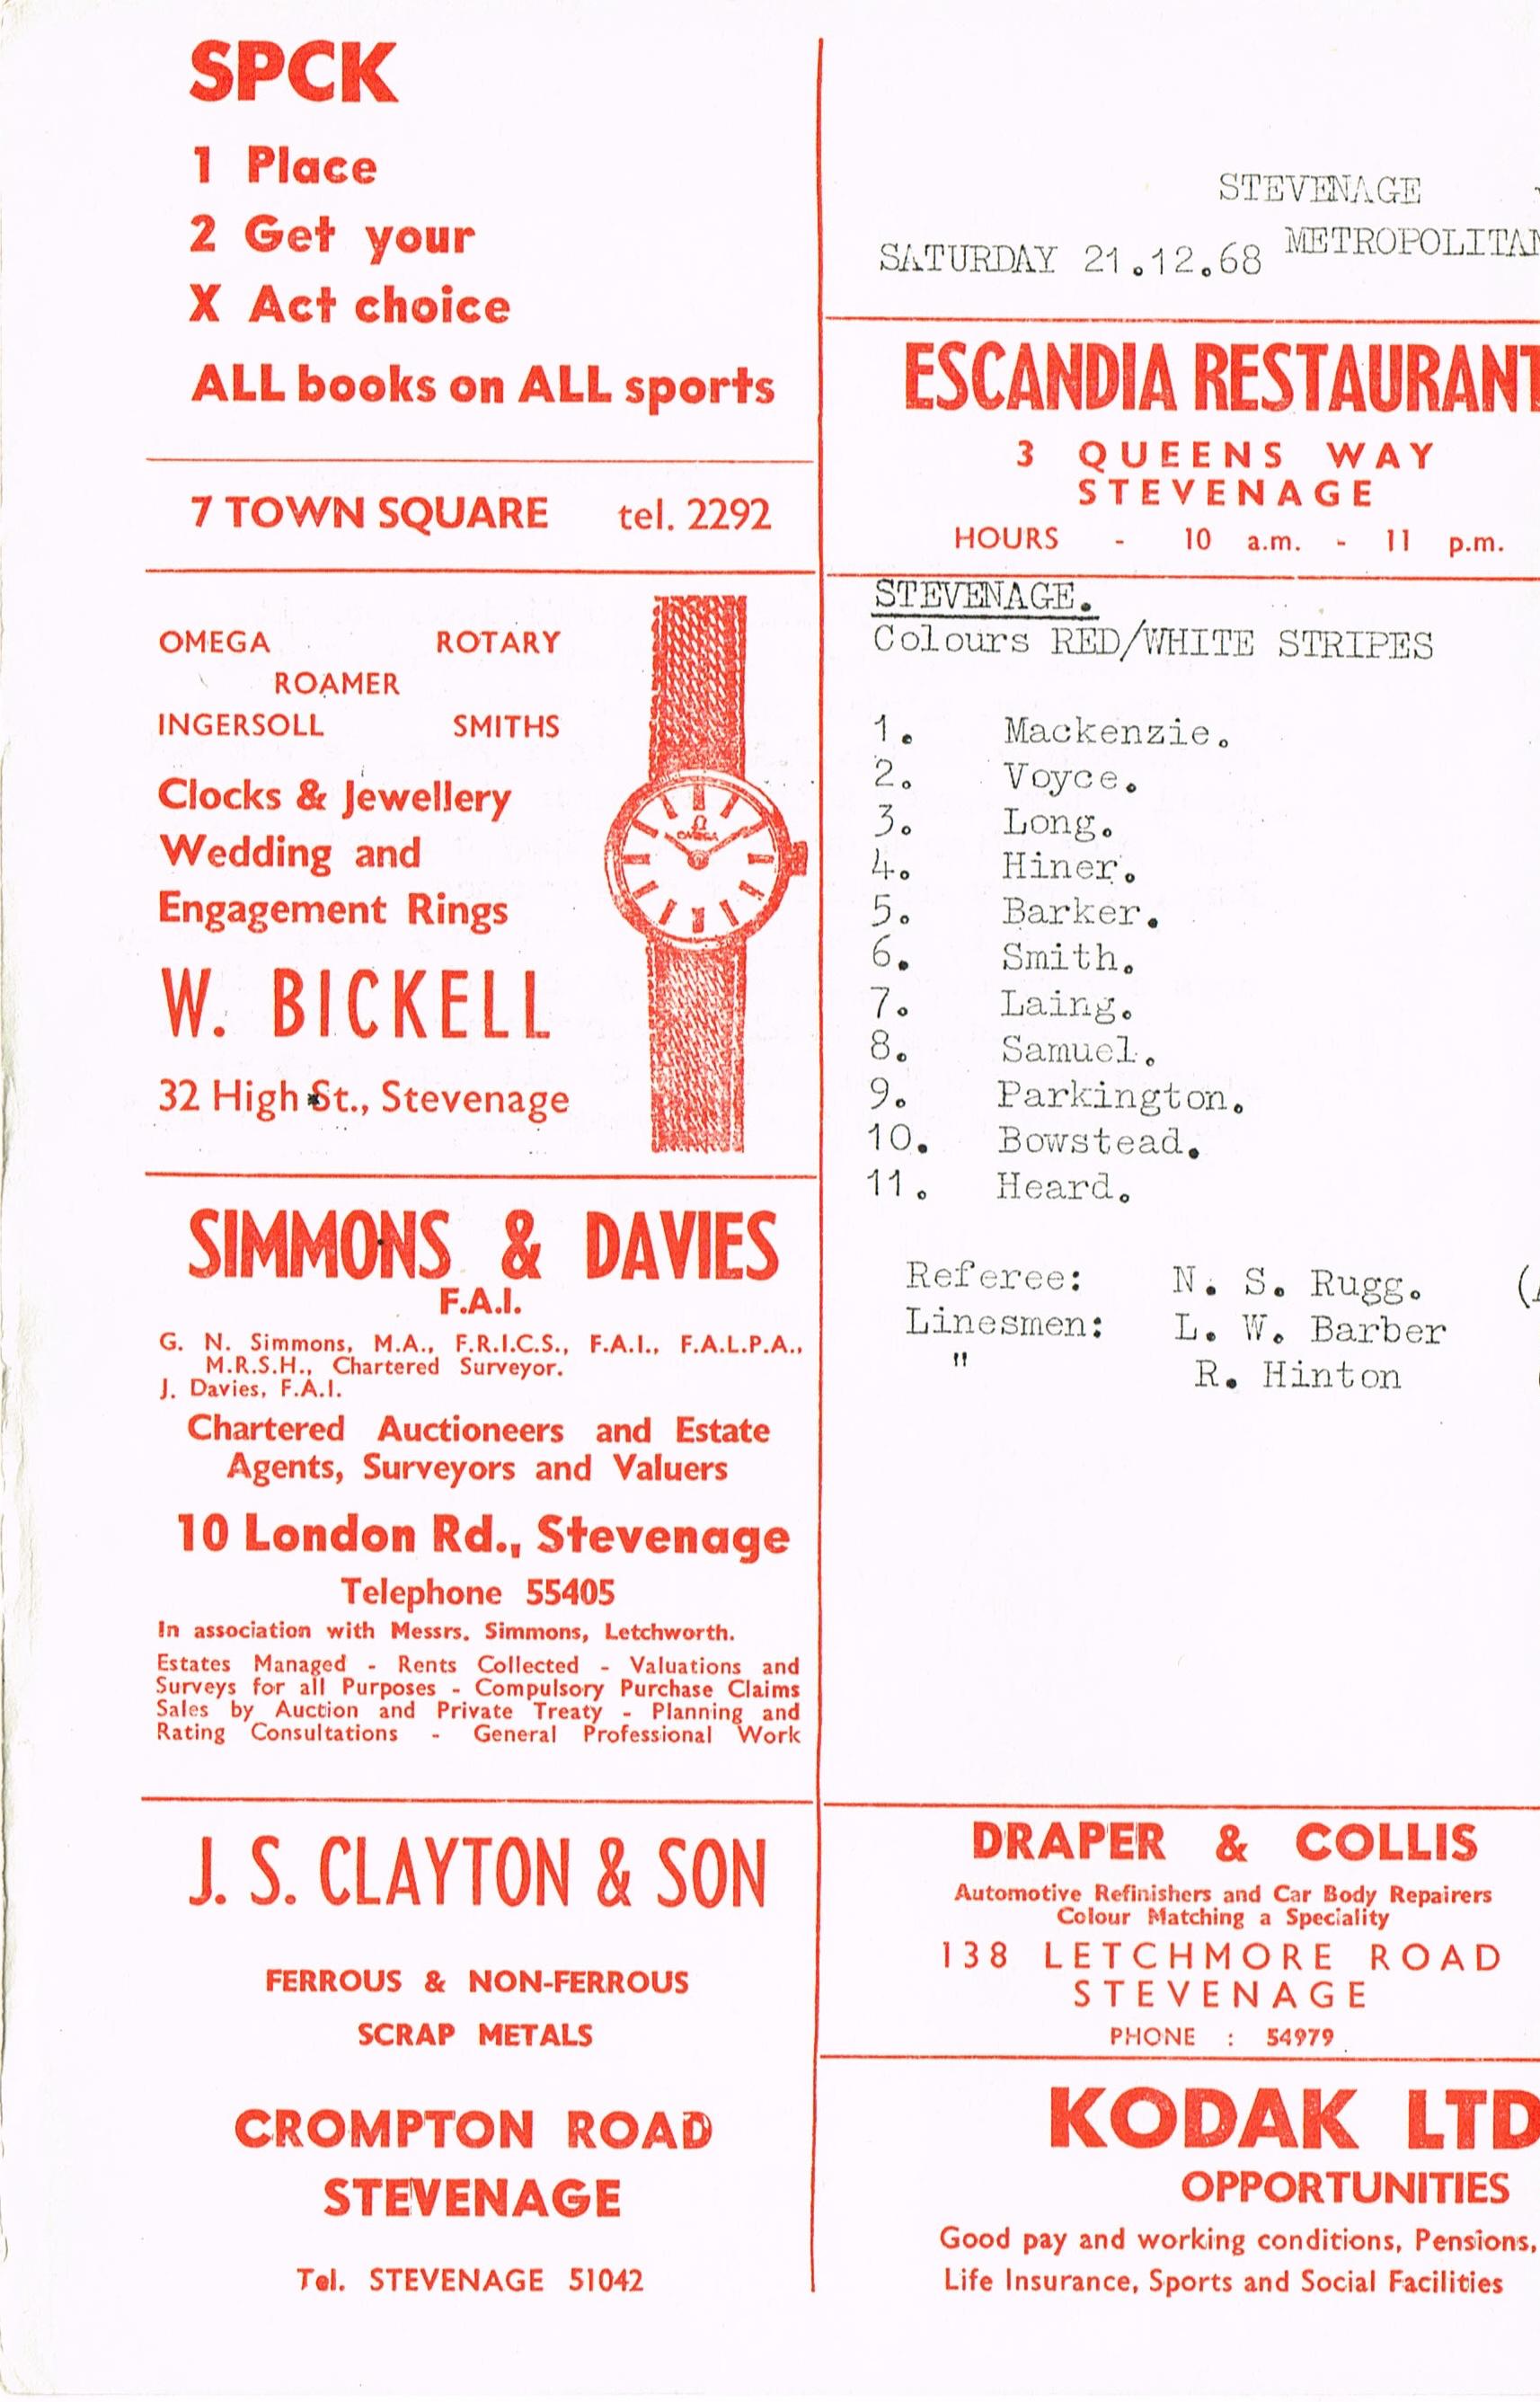 SPCK
1 Place
2 Get your
X Act choice
ALL books on ALL sports
7 TOWN SQUARE tel. 2292
OMEGA ROTARY
ROAMER
INGERSOLL SMITHS
Clocks & Jewellery
Wedding and
Engagement Rings
W. BICKELL
32 High St., Stevenage
Ω
OMEGA
SIMMONS & DAVIES
F.A.I.
G. N. Simmons, M.A., F.R.I.C.S., F.A.I., F.A.L.P.A.,
M.R.S.H., Chartered Surveyor.
J. Davies, F.A.I.
Chartered Auctioneers and Estate
Agents, Surveyors and Valuers
10 London Rd., Stevenage
Telephone 55405
In association with Messrs. Simmons, Letchworth.
Estates Managed - Rents Collected - Valuations and
Surveys for all Purposes - Compulsory Purchase Claims
Sales by Auction and Private Treaty - Planning and
Rating Consultations - General Professional Work
J. S. CLAYTON & SON
FERROUS & NON-FERROUS
SCRAP METALS
CROMPTON ROAD
STEVENAGE
Tel. STEVENAGE 51042
STEVENAGE
METROPOLITAN
SATURDAY 21.12.68
ESCANDIA RESTAURANT
3 QUEENS WAY
STEVENAGE
HOURS - 10 a.m. - 11 p.m.
STEVENAGE.
Colours RED/WHITE STRIPES
1. Mackenzie.
2. Voyce.
3. Long.
4. Hiner.
5. Barker.
6. Smith.
7. Laing.
8. Samuel.
9. Parkington.
10. Bowstead.
11. Heard.
Referee: N. S. Rugg.
Linesmen: L. W. Barber
" R. Hinton
DRAPER & COLLIS
Automotive Refinishers and Car Body Repairers
Colour Matching a Speciality
138 LETCHMORE ROAD
STEVENAGE
PHONE : 54979
KODAK LTD
OPPORTUNITIES
Good pay and working conditions, Pensions,
Life Insurance, Sports and Social Facilities